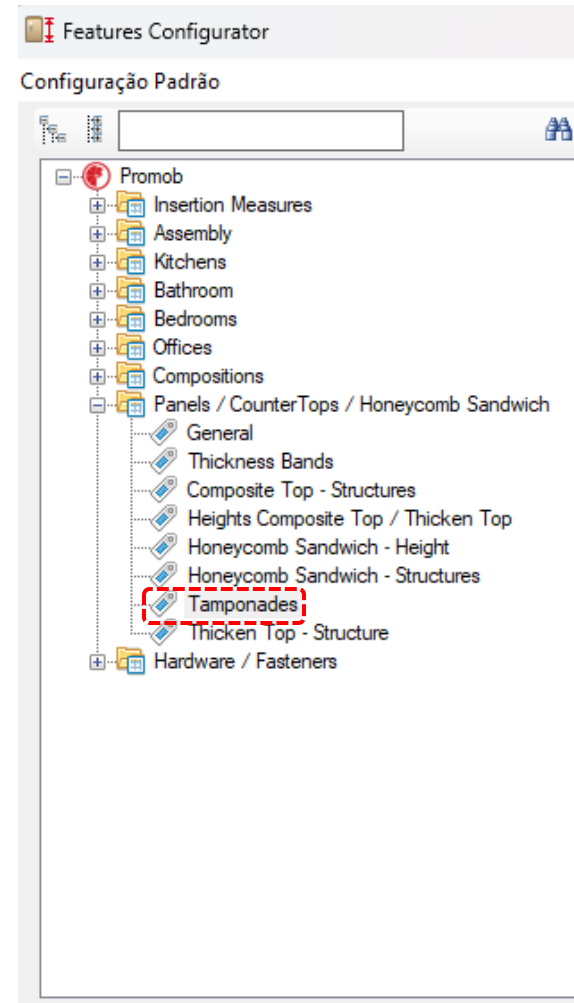 Features Configurator
Configuração Padrão
Promob
Insertion Measures
Assembly
Kitchens
Bathroom
Bedrooms
Offices
Compositions
Panels / CounterTops / Honeycomb Sandwich
General
Thickness Bands
Composite Top - Structures
Heights Composite Top / Thicken Top
Honeycomb Sandwich - Height
Honeycomb Sandwich - Structures
Tamponades
Thicken Top - Structure
Hardware / Fasteners